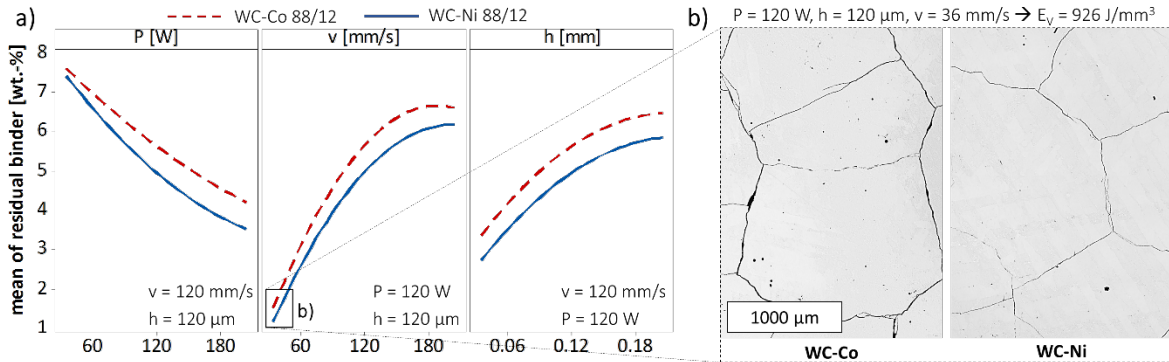 a)
WC-Co 88/12
WC-Ni 88/12
P [W]
v [mm/s]
h [mm]
mean of residual binder [wt.-%]
8
7
6
5
4
3
2
1
v = 120 mm/s
h = 120 µm
b)
P = 120 W
h = 120 µm
v = 120 mm/s
P = 120 W
60
120
180
60
120
180
0.06
0.12
0.18
b)
P = 120 W, h = 120 µm, v = 36 mm/s → E_V = 926 J/mm³
1000 µm
WC-Co
WC-Ni